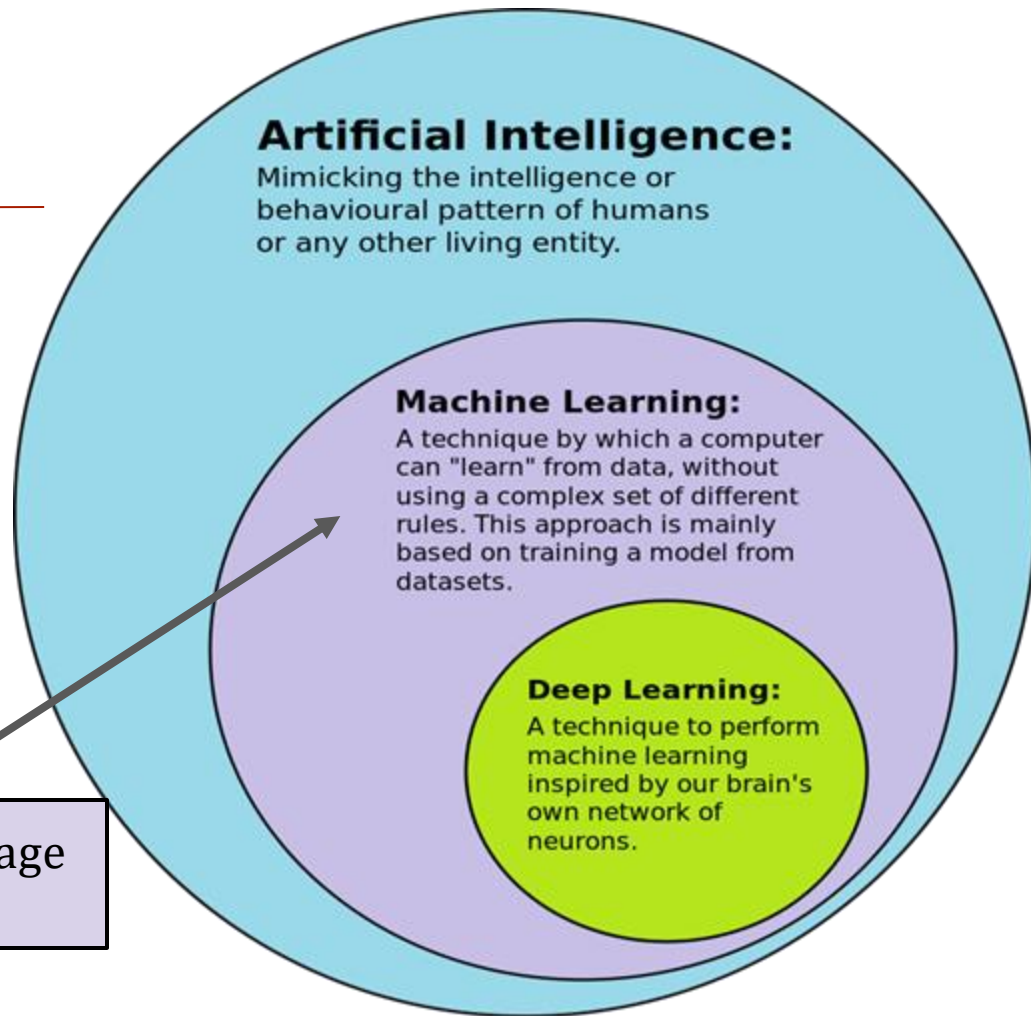 Artificial Intelligence:
Mimicking the intelligence or
behavioural pattern of humans
or any other living entity.
Machine Learning:
A technique by which a computer
can "learn" from data, without
using a complex set of different
rules. This approach is mainly
based on training a model from
datasets.
Deep Learning:
A technique to perform
machine learning
inspired by our brain's
own network of
neurons.